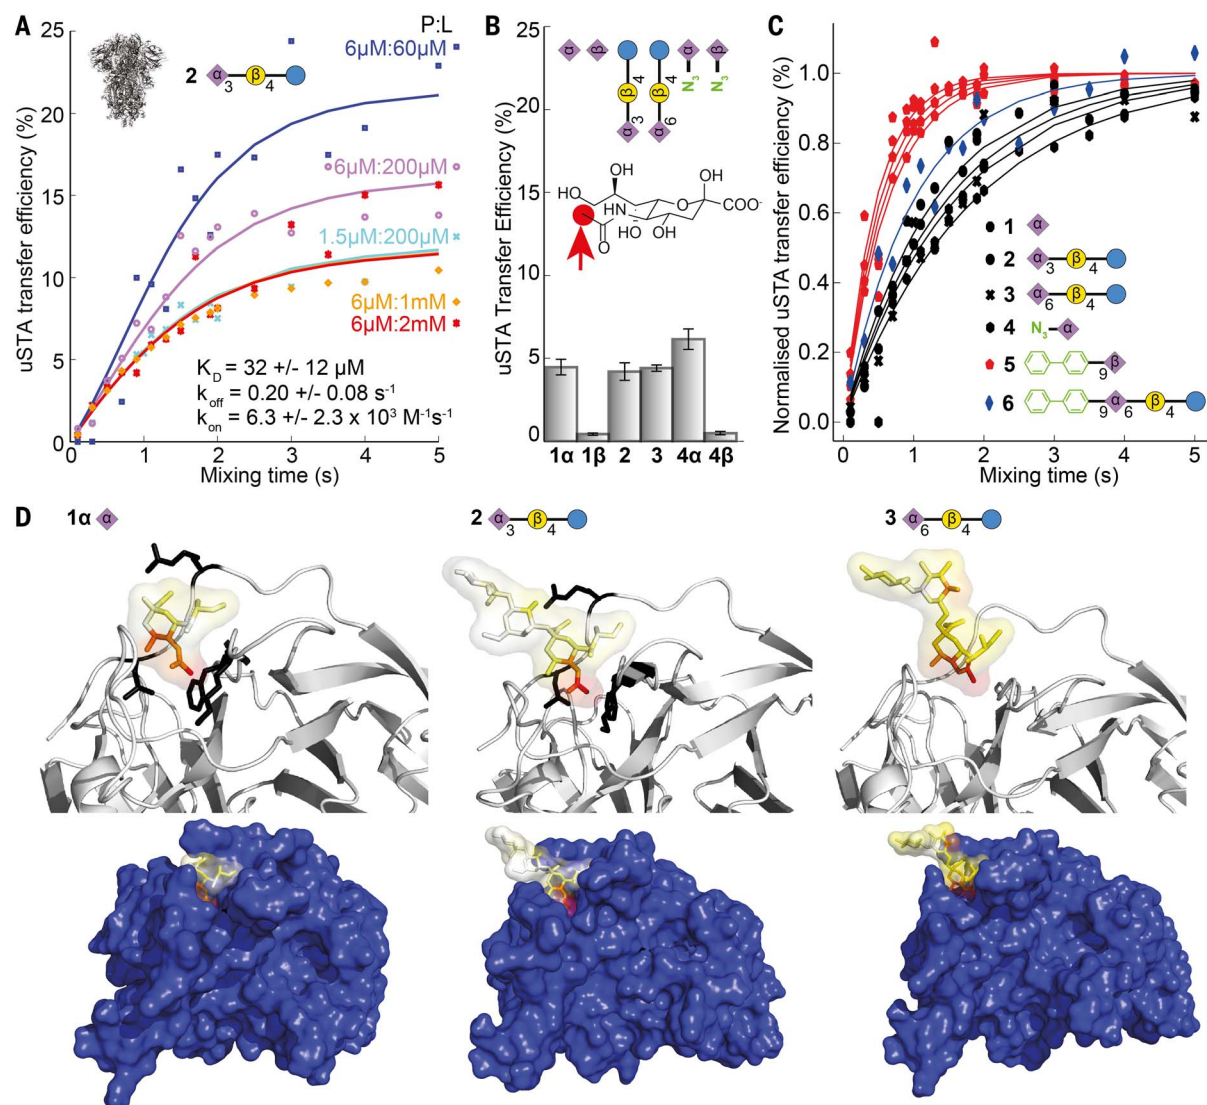 A
uSTA transfer efficiency (%)
25
20
15
10
5
0
0
1
2
3
4
5
Mixing time (s)
P:L
2
α
3
β
4
6μM:60μM
6μM:200μM
1.5μM:200μM
6μM:1mM
6μM:2mM
K_D = 32 +/- 12 μM
k_off = 0.20 +/- 0.08 s⁻¹
k_on = 6.3 +/- 2.3 x 10³ M⁻¹s⁻¹
B
uSTA Transfer Efficiency (%)
25
20
15
10
5
0
α
β
α
β
4
4
N₃
N₃
β
β
3
6
α
α
HO
OH
OH
HO
O
COO⁻
HN
O
HO
OH
1α
1β
2
3
4α
4β
C
Normalised uSTA transfer efficiency (%)
1.0
0.8
0.6
0.4
0.2
0.0
0
1
2
3
4
5
Mixing time (s)
1
α
2
α
3
β
4
3
α
6
β
4
4
N₃
α
5
9
β
6
9
α
6
β
4
D
1α
α
2
α
3
β
4
3
α
6
β
4